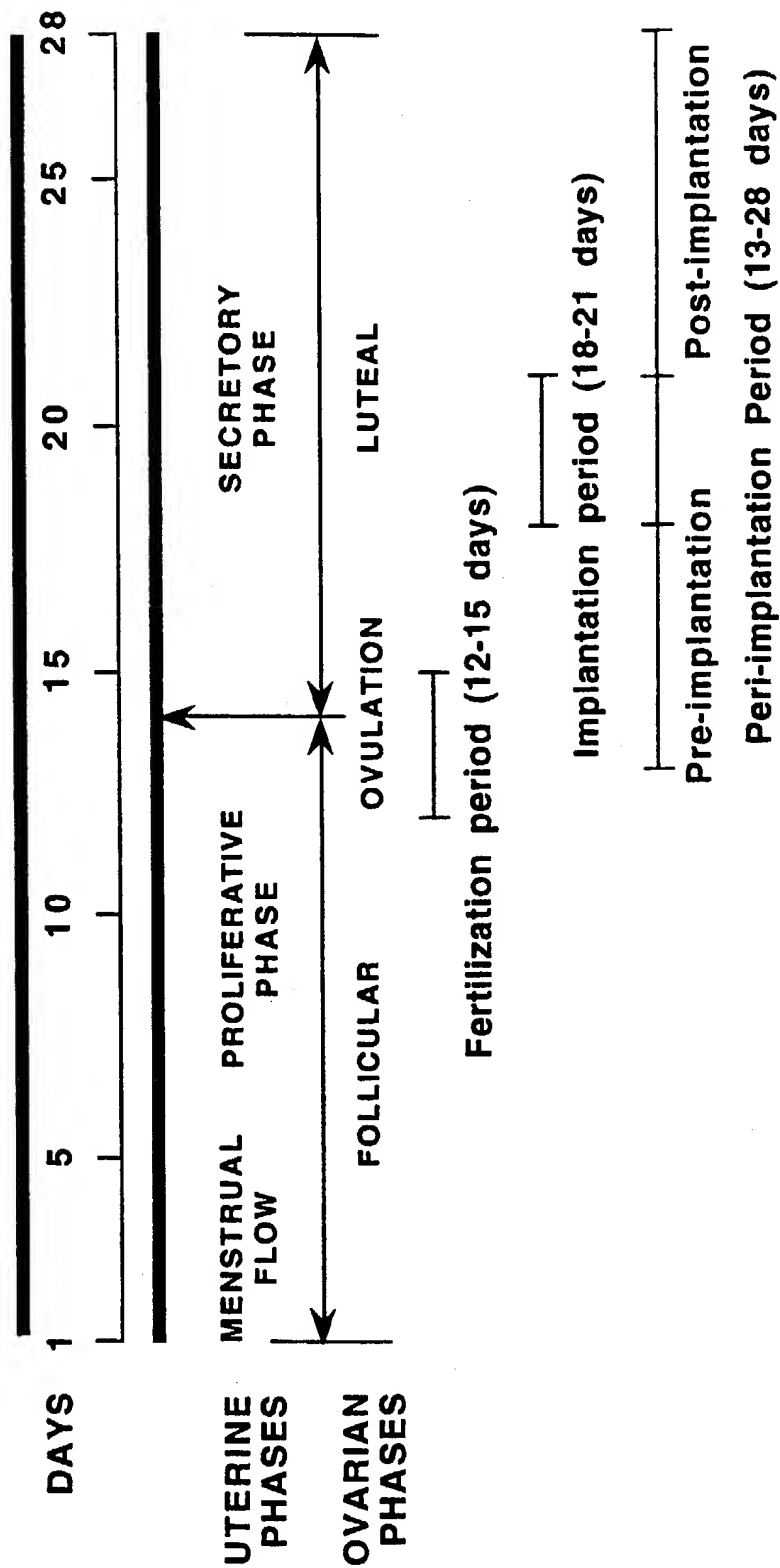 DAYS 1 5 10 15 20 25 28
UTERINE PHASES
MENSTRUAL FLOW
PROLIFERATIVE PHASE
SECRETORY PHASE
OVARIAN PHASES
FOLLICULAR
OVULATION
LUTEAL
Fertilization period (12-15 days)
Implantation period (18-21 days)
Pre-implantation
Post-implantation
Peri-implantation Period (13-28 days)